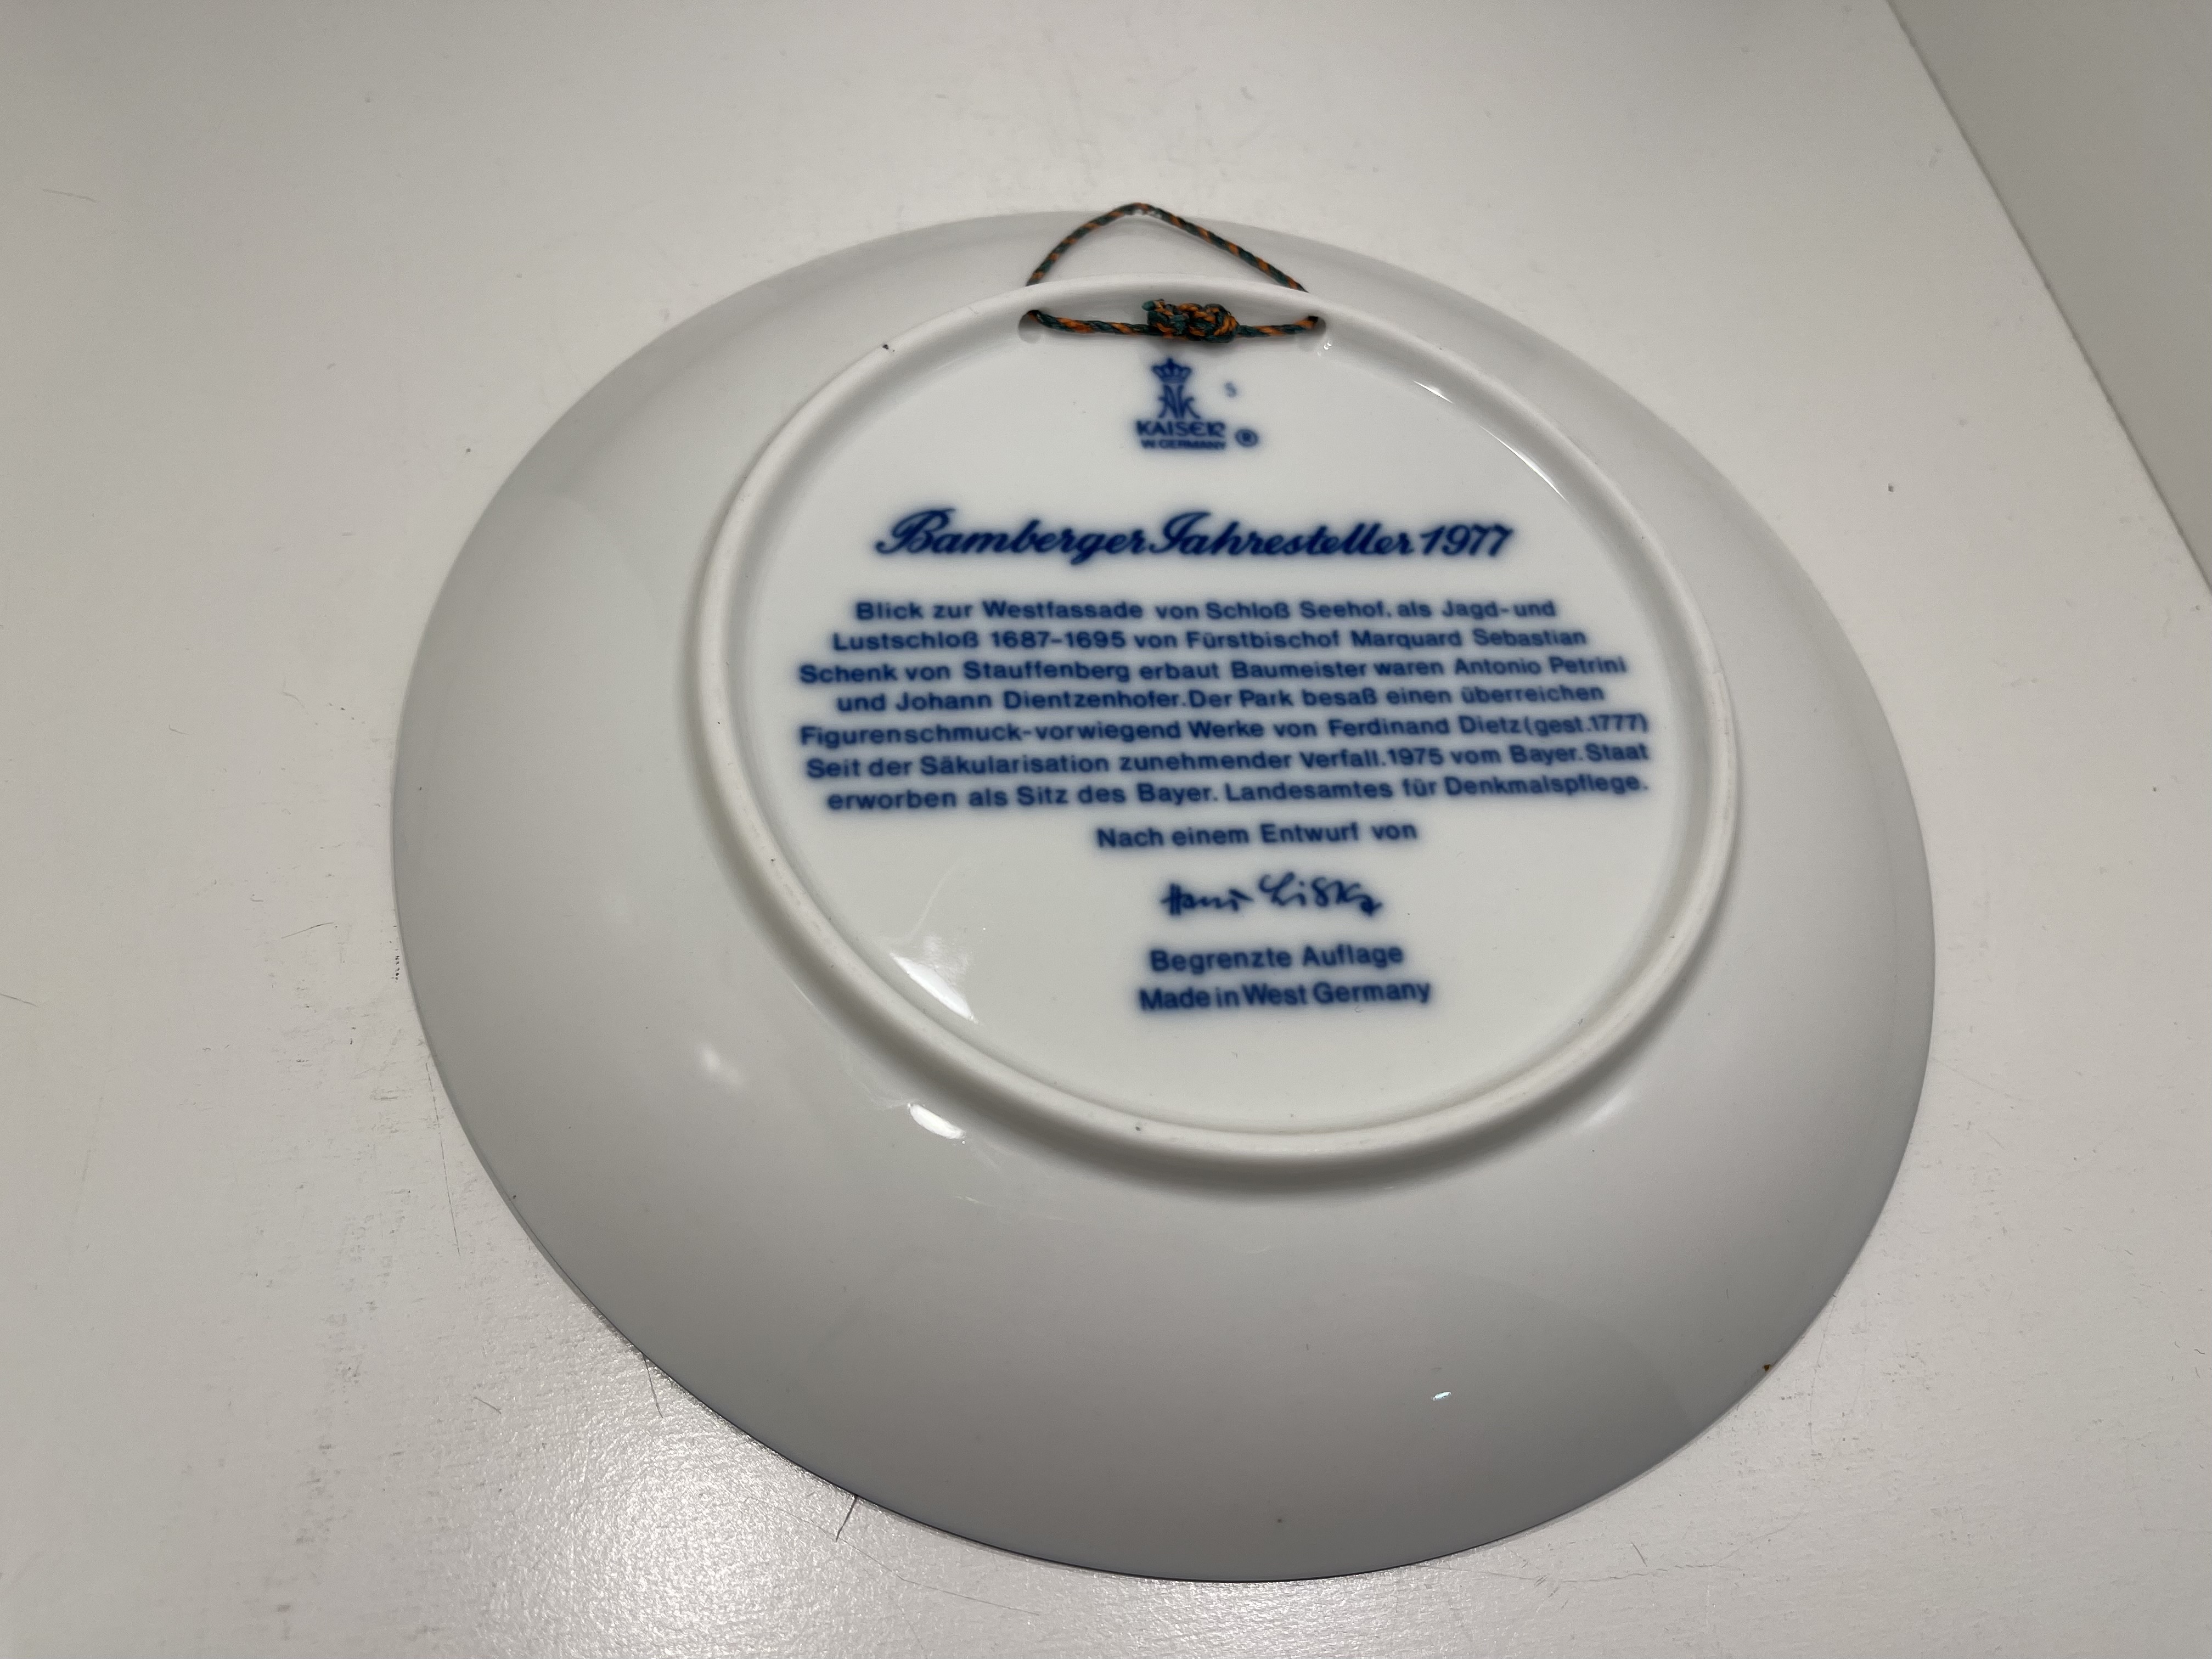 AK
KAISER
W. GERMANY ®
S
Bamberger Jahresteller 1977
Blick zur Westfassade von Schloß Seehof, als Jagd- und
Lustschloß 1687-1695 von Fürstbischof Marquard Sebastian
Schenk von Stauffenberg erbaut Baumeister waren Antonio Petrini
und Johann Dientzenhofer. Der Park besaß einen überreichen
Figurenschmuck-vorwiegend Werke von Ferdinand Dietz (gest. 1777)
Seit der Säkularisation zunehmender Verfall. 1975 vom Bayer. Staat
erworben als Sitz des Bayer. Landesamtes für Denkmalspflege.
Nach einem Entwurf von
Hans Liska
Begrenzte Auflage
Made in West Germany